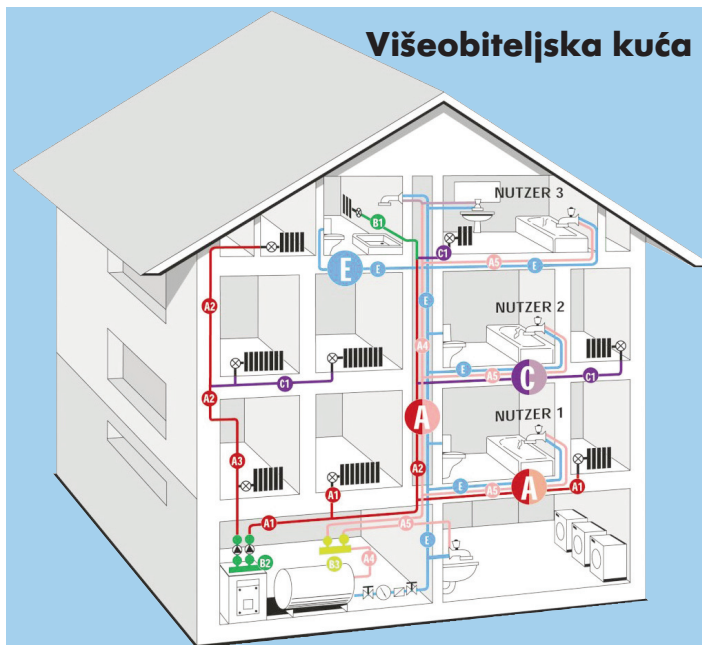 Višeobiteljska kuća
NUTZER 3
B1
C1
A5
E
E
E
E
A2
A4
NUTZER 2
E
A5
C
C1
C1
A2
A
NUTZER 1
A3
A2
E
A5
A
A1
A1
A1
A5
E
B2
B3
A4